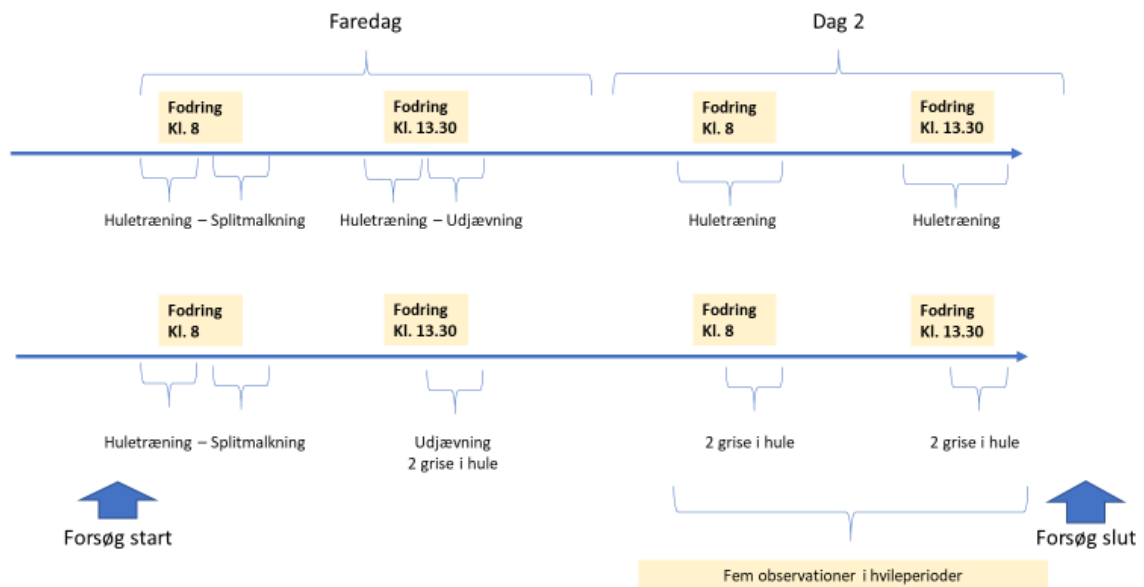 Faredag
Dag 2
Fodring
Kl. 8
Fodring
Kl. 13.30
Fodring
Kl. 8
Fodring
Kl. 13.30
Huletræning – Splitmalkning
Huletræning – Udjævning
Huletræning
Huletræning
Fodring
Kl. 8
Fodring
Kl. 13.30
Fodring
Kl. 8
Fodring
Kl. 13.30
Huletræning – Splitmalkning
Udjævning
2 grise i hule
2 grise i hule
2 grise i hule
Forsøg start
Forsøg slut
Fem observationer i hvileperioder